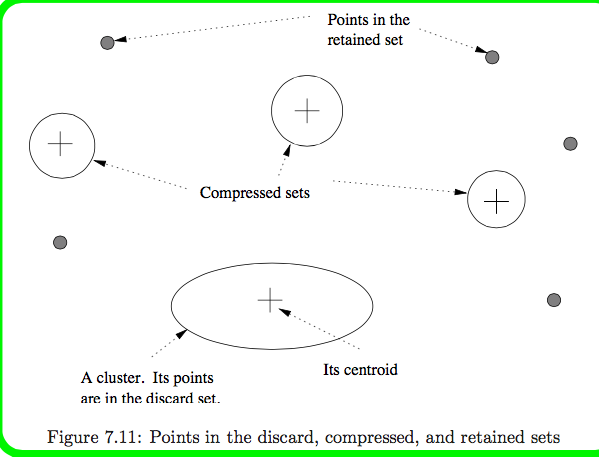 Points in the
retained set
Compressed sets
A cluster. Its points
are in the discard set.
Its centroid
Figure 7.11: Points in the discard, compressed, and retained sets